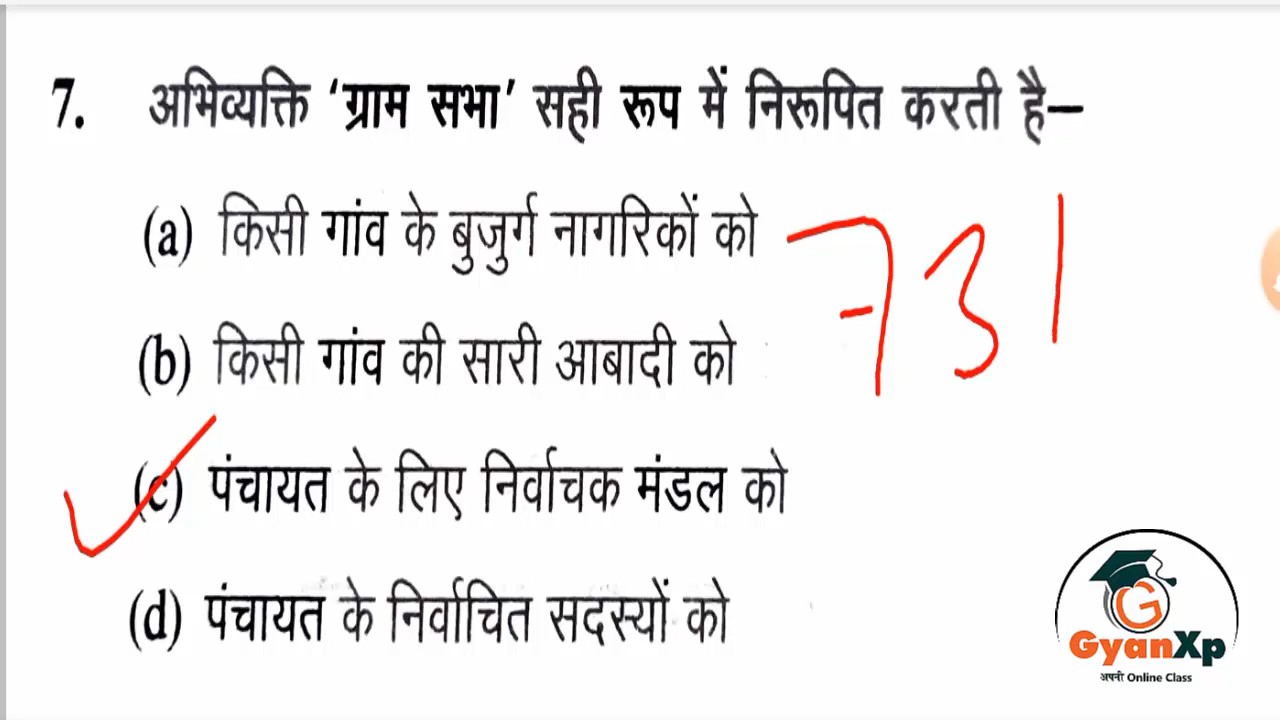 7. अभिव्यक्ति ‘ग्राम सभा’ सही रूप में निरूपित करती है—
(a) किसी गांव के बुजुर्ग नागरिकों को
731
(b) किसी गांव की सारी आबादी को
(c) पंचायत के लिए निर्वाचक मंडल को
(d) पंचायत के निर्वाचित सदस्यों को
G
GyanXp
अपनी Online Class